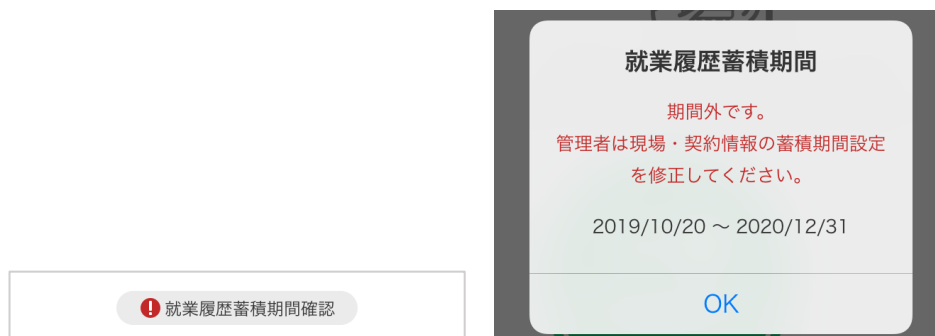 就業履歴蓄積期間確認
就業履歴蓄積期間
期間外です。
管理者は現場・契約情報の蓄積期間設定
を修正してください。
2019/10/20 ～ 2020/12/31
OK